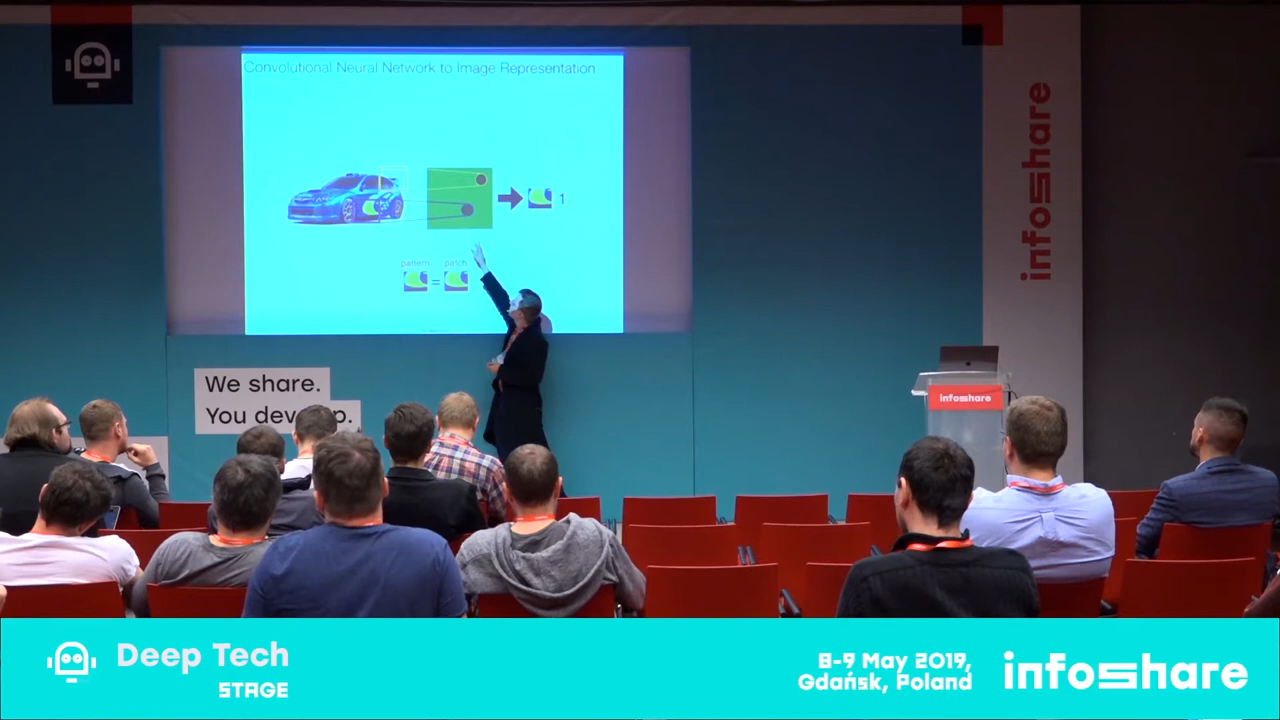 Convolutional Neural Network to Image Representation
1
pattern
patch
=
We share.
infoshare
infoshare
Deep Tech
STAGE
8-9 May 2019,
Gdańsk, Poland
infoshare
You